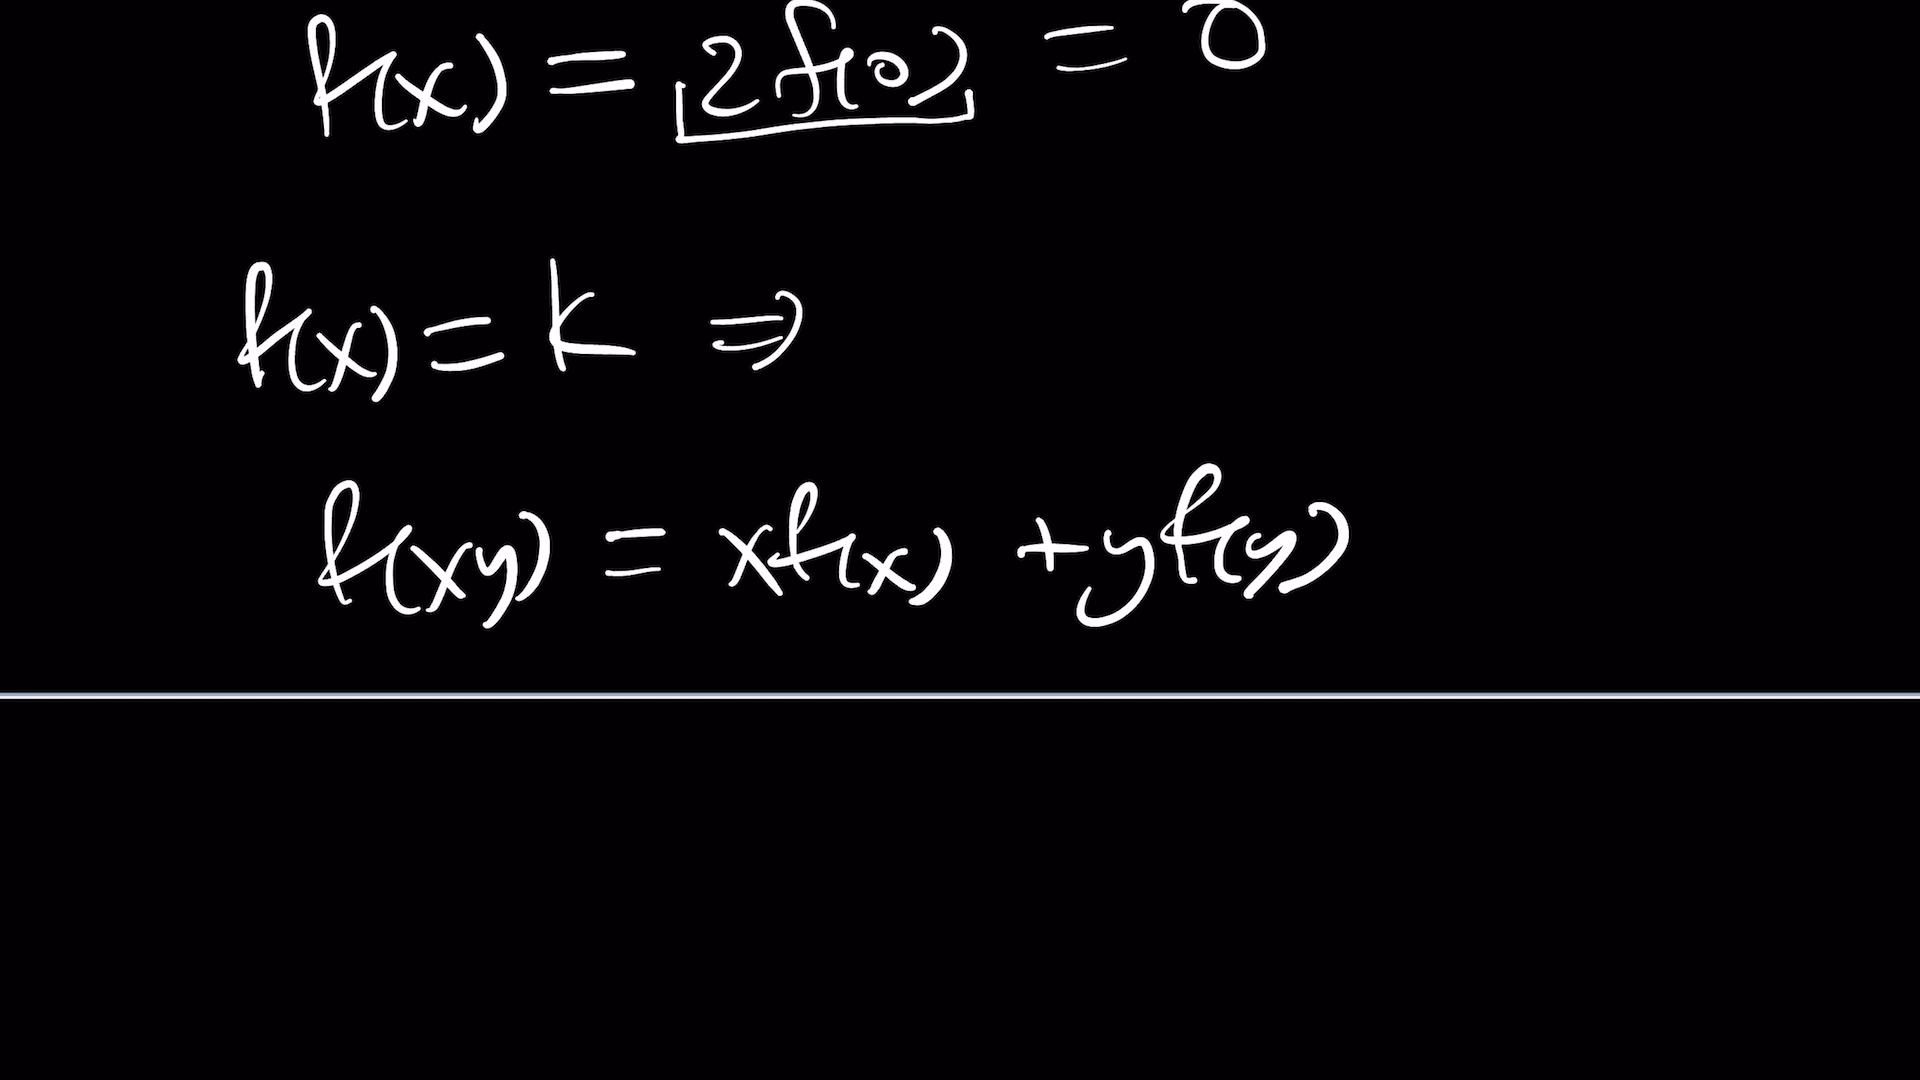 f(x) = 2f(0) = 0
f(x) = k ⇒
f(xy) = xf(x) + yf(y)